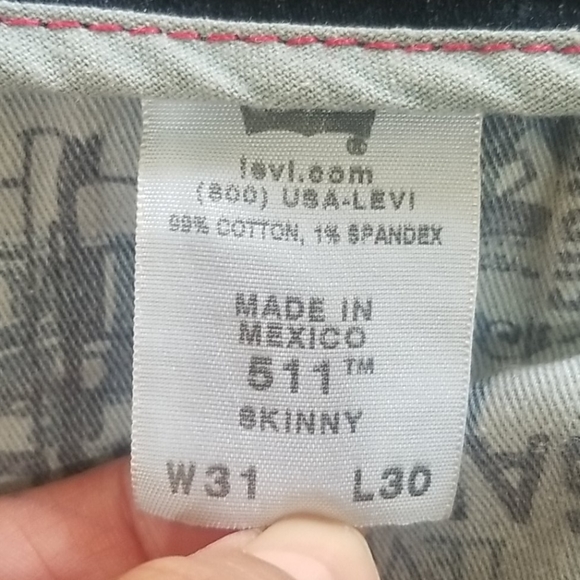 ®
levi.com
(800) USA-LEVI
99% COTTON, 1% SPANDEX
MADE IN
MEXICO
511™
SKINNY
W31 L30